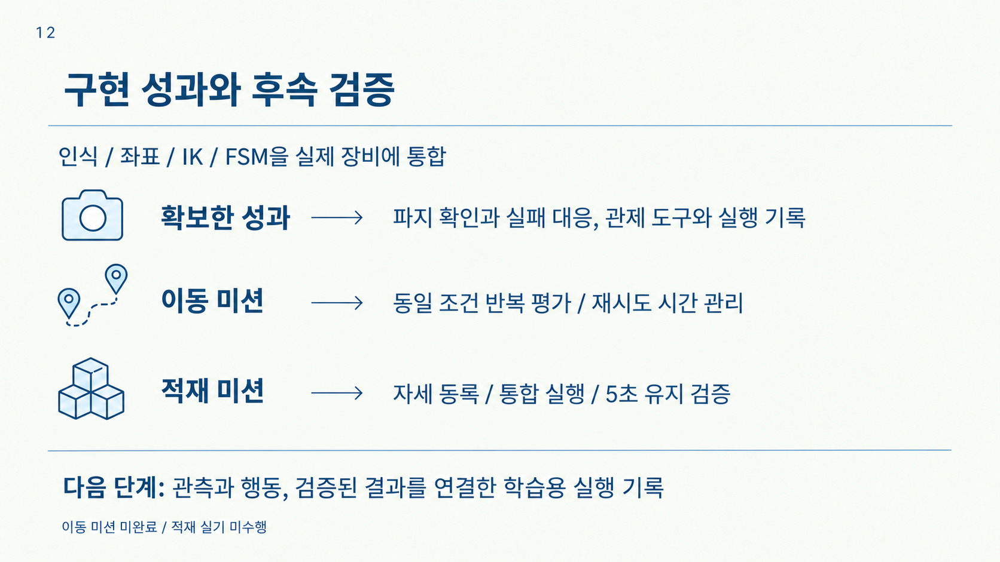 12
구현 성과와 후속 검증
인식 / 좌표 / IK / FSM을 실제 장비에 통합
확보한 성과 → 파지 확인과 실패 대응, 관제 도구와 실행 기록
이동 미션 → 동일 조건 반복 평가 / 재시도 시간 관리
적재 미션 → 자세 등록 / 통합 실행 / 5초 유지 검증
다음 단계: 관측과 행동, 검증된 결과를 연결한 학습용 실행 기록
이동 미션 미완료 / 적재 실기 미수행